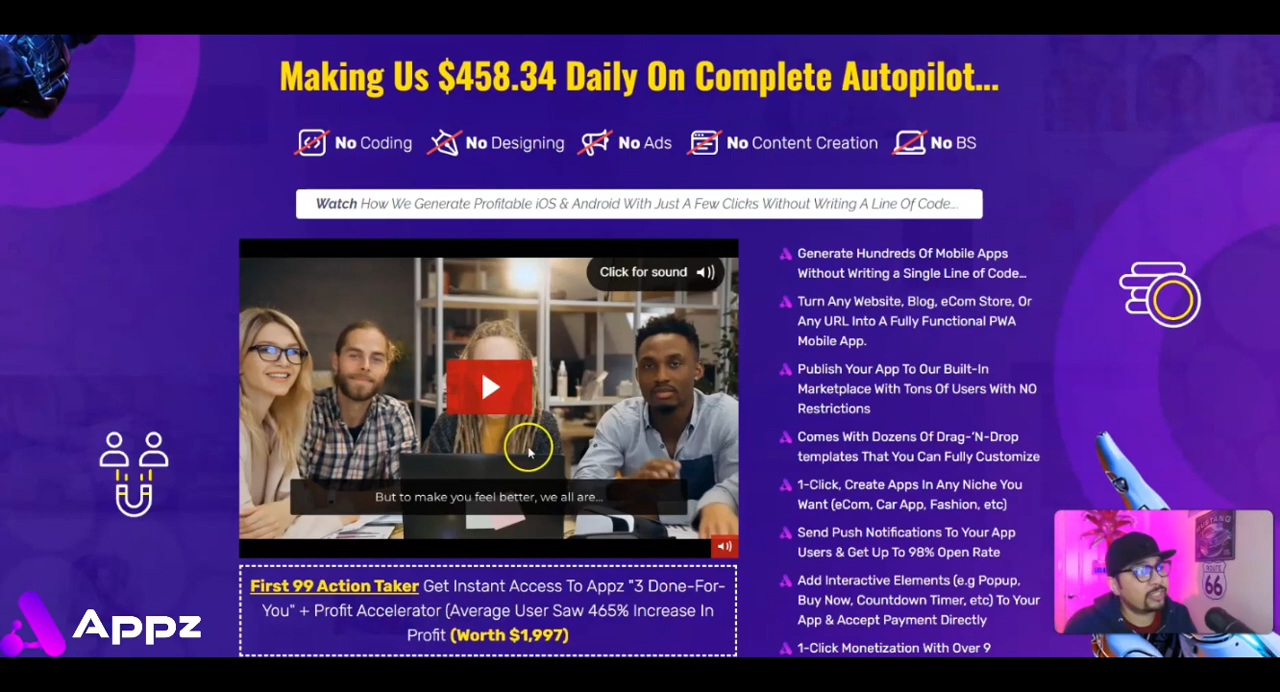 Making Us $458.34 Daily On Complete Autopilot...
No Coding
No Designing
No Ads
No Content Creation
No BS
Watch How We Generate Profitable iOS & Android With Just A Few Clicks Without Writing A Line Of Code...
Click for sound
But to make you feel better, we all are...
First 99 Action Taker Get Instant Access To Appz "3 Done-For-
You" + Profit Accelerator (Average User Saw 465% Increase In
Profit (Worth $1,997)
Generate Hundreds Of Mobile Apps
Without Writing a Single Line of Code...
Turn Any Website, Blog, eCom Store, Or
Any URL Into A Fully Functional PWA
Mobile App.
Publish Your App To Our Built-In
Marketplace With Tons Of Users With NO
Restrictions
Comes With Dozens Of Drag-'N-Drop
templates That You Can Fully Customize
1-Click, Create Apps In Any Niche You
Want (eCom, Car App, Fashion, etc)
Send Push Notifications To Your App
Users & Get Up To 98% Open Rate
Add Interactive Elements (e.g Popup,
Buy Now, Countdown Timer, etc) To Your
App & Accept Payment Directly
1-Click Monetization With Over 9
Appz
MUSTANG
ROUTE
66